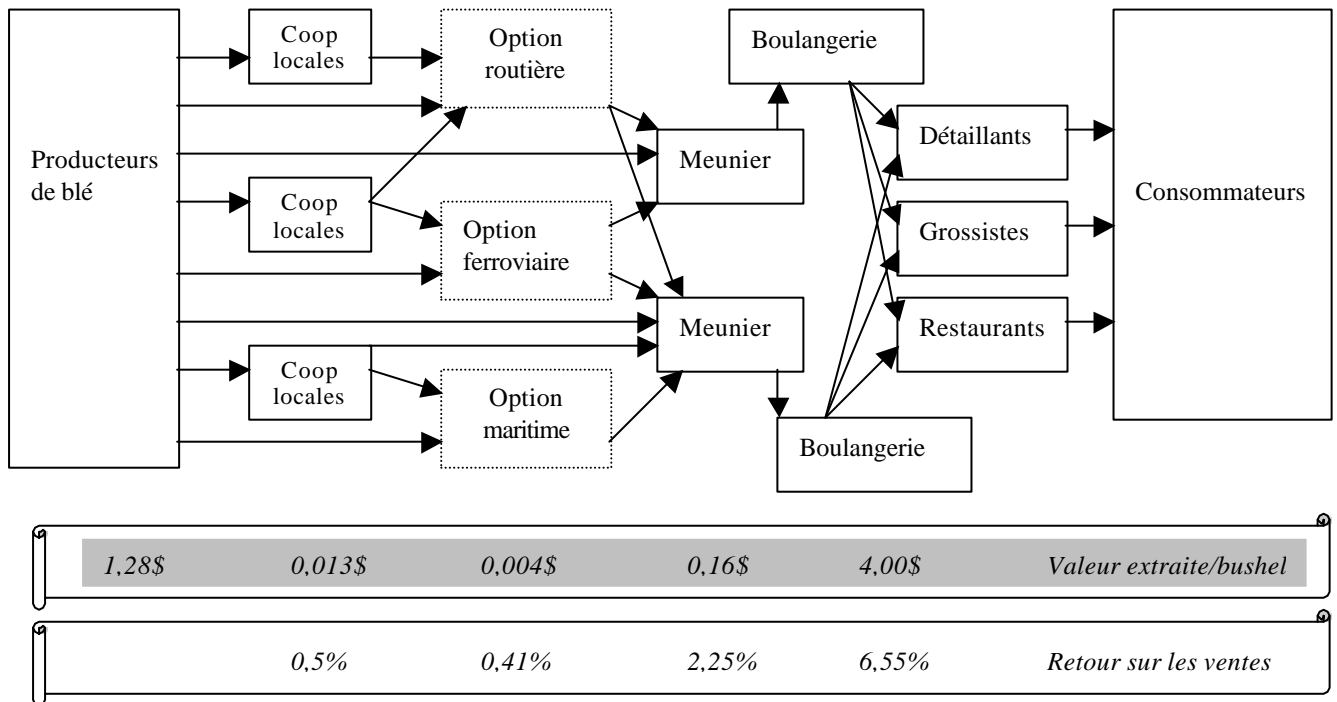 Producteurs
de blé
Coop
locales
Coop
locales
Coop
locales
Option
routière
Option
ferroviaire
Option
maritime
Meunier
Meunier
Boulangerie
Boulangerie
Détaillants
Grossistes
Restaurants
Consommateurs
1,28$ 0,013$ 0,004$ 0,16$ 4,00$ Valeur extraite/bushel
0,5% 0,41% 2,25% 6,55% Retour sur les ventes